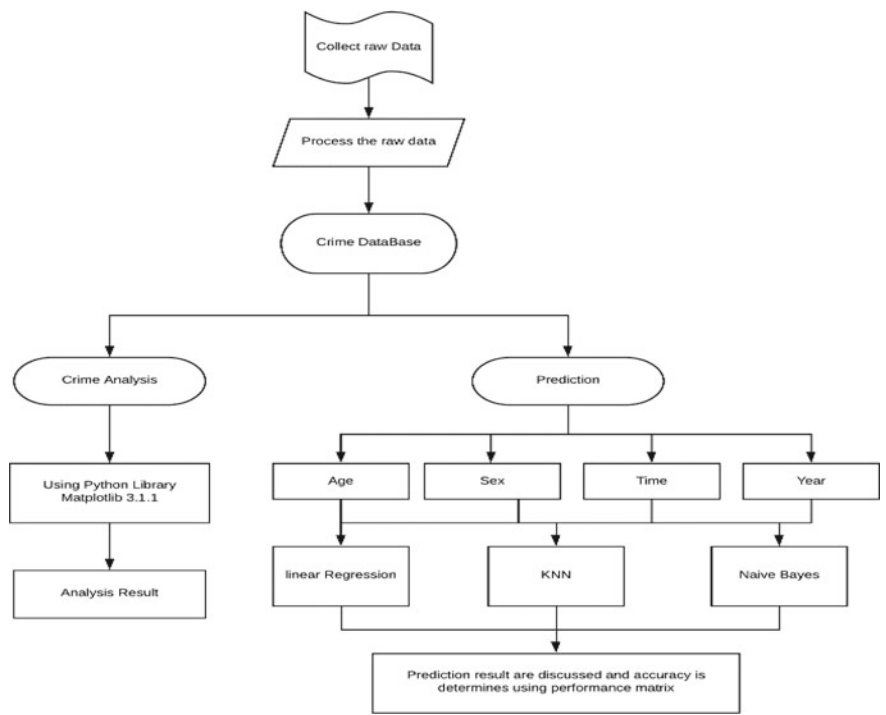 Collect raw Data
Process the raw data
Crime DataBase
Crime Analysis
Prediction
Using Python Library
Matplotlib 3.1.1
Age
Sex
Time
Year
Analysis Result
linear Regression
KNN
Naive Bayes
Prediction result are discussed and accuracy is
determines using performance matrix